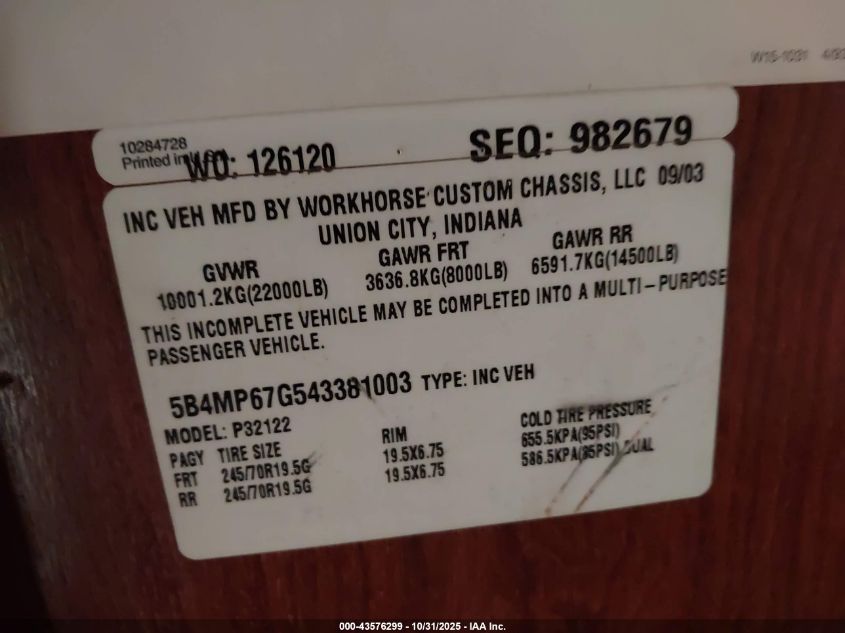 W15-1031
10284728
Printed in
WO: 126120
SEQ: 982679
INC VEH MFD BY WORKHORSE CUSTOM CHASSIS, LLC 09/03
UNION CITY, INDIANA
GVWR GAWR FRT GAWR RR
10001.2KG(22000LB) 3636.8KG(8000LB) 6591.7KG(14500LB)
THIS INCOMPLETE VEHICLE MAY BE COMPLETED INTO A MULTI-PURPOSE
PASSENGER VEHICLE.
5B4MP67G543381003 TYPE: INC VEH
MODEL: P32122
PAGY TIRE SIZE RIM COLD TIRE PRESSURE
FRT 245/70R19.5G 19.5X6.75 655.5KPA(95PSI)
RR 245/70R19.5G 19.5X6.75 586.5KPA(85PSI) DUAL
000-43576299 - 10/31/2025 - IAA Inc.